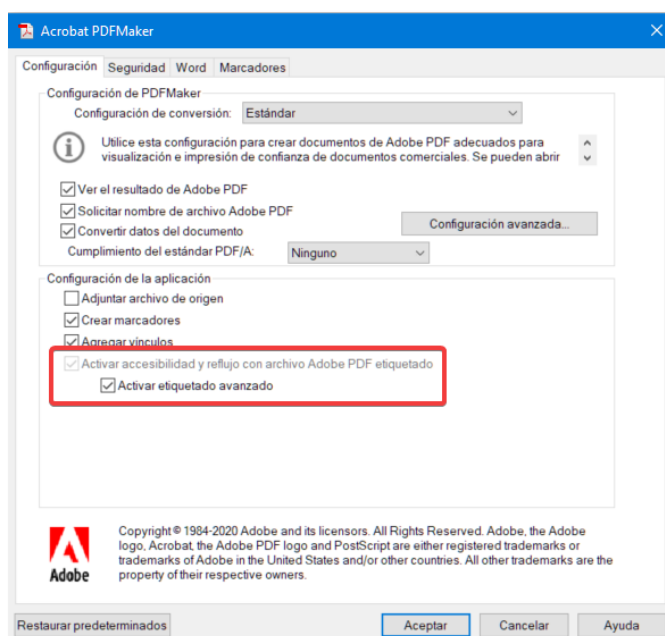 Acrobat PDFMaker
Configuración Seguridad Word Marcadores
Configuración de PDFMaker
Configuración de conversión: Estándar
Utilice esta configuración para crear documentos de Adobe PDF adecuados para
visualización e impresión de confianza de documentos comerciales. Se pueden abrir
Ver el resultado de Adobe PDF
Solicitar nombre de archivo Adobe PDF
Convertir datos del documento
Configuración avanzada...
Cumplimiento del estándar PDF/A: Ninguno
Configuración de la aplicación
Adjuntar archivo de origen
Crear marcadores
Agregar vínculos
Activar accesibilidad y reflujo con archivo Adobe PDF etiquetado
Activar etiquetado avanzado
Copyright © 1984-2020 Adobe and its licensors. All Rights Reserved. Adobe, the Adobe
logo, Acrobat, the Adobe PDF logo and PostScript are either registered trademarks or
trademarks of Adobe in the United States and/or other countries. All other trademarks are the
property of their respective owners.
Adobe
Restaurar predeterminados Aceptar Cancelar Ayuda